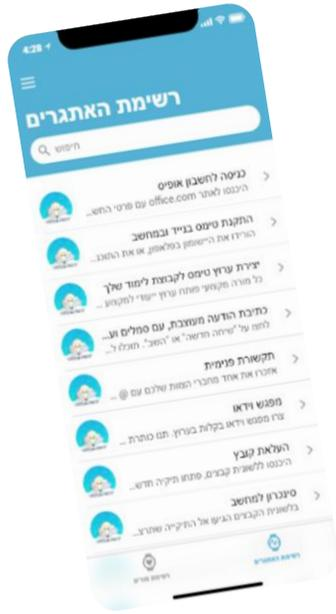 4:28
רשימת האתגרים
חיפוש
כניסה לחשבון אופיס
היכנסו לאתר office.com עם פרטי החש...
התקנת טימס בנייד ובמחשב
הורידו את היישומון בפלאפון, או את התוכנ...
יצירת ערוץ טימס לקבוצת לימוד שלך
כל מורה מקצועי פותח ערוץ ייעודי למקצוע ...
כתיבת הודעה מעוצבת, עם סמלים וע...
לחצו על "שיחה חדשה" או "השב". תוכלו ל...
תקשורת פנימית
אזכרו את אחד מחברי הצוות שלכם עם @ ...
מפגש וידאו
צרו מפגש וידאו בקלות בערוץ. תנו כותרת ...
העלאת קובץ
היכנסו ללשונית קבצים, פתחו תיקיה חדש...
סינכרון למחשב
בלשונית הקבצים הגיעו אל התיקייה שתרצ...
רשימת האתגרים
רשימת מורים